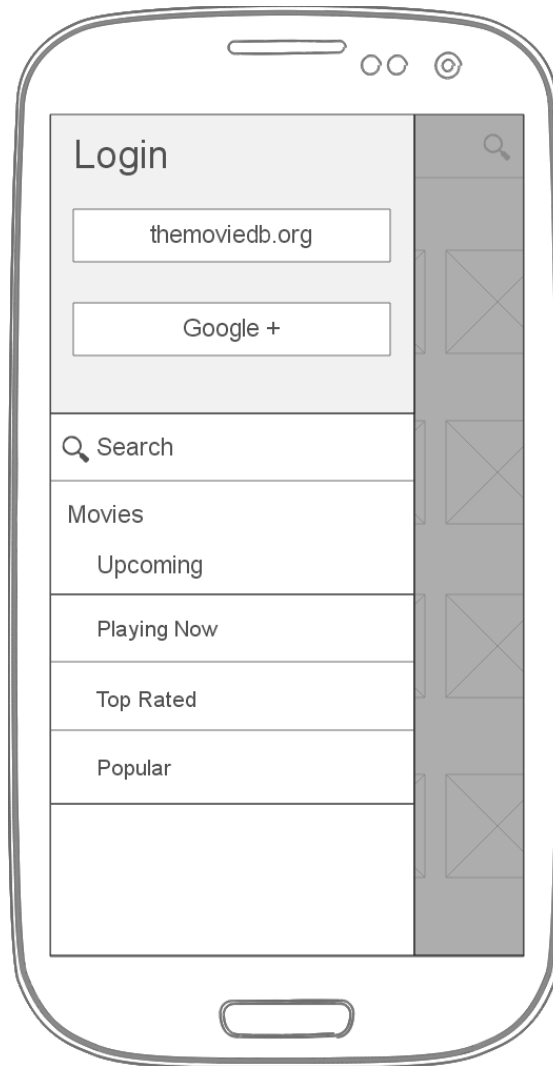 Login
themoviedb.org
Google +
Search
Movies
Upcoming
Playing Now
Top Rated
Popular